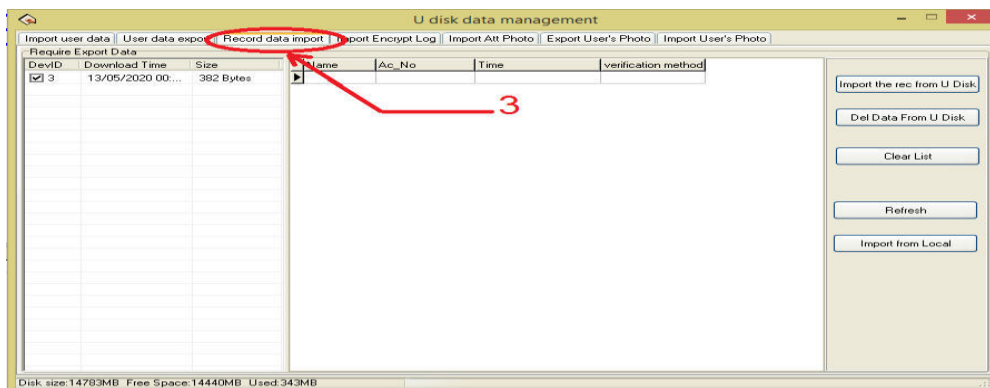 U disk data management
Import user data User data expor Record data import Import Encrypt Log Import Att Photo Export User's Photo Import User's Photo
Require Export Data
DevID Download Time Size Name Ac_No Time verification method
3 13/05/2020 00:... 382 Bytes
Import the rec from U Disk
3
Del Data From U Disk
Clear List
Refresh
Import from Local
Disk size:14783MB Free Space:14440MB Used:343MB